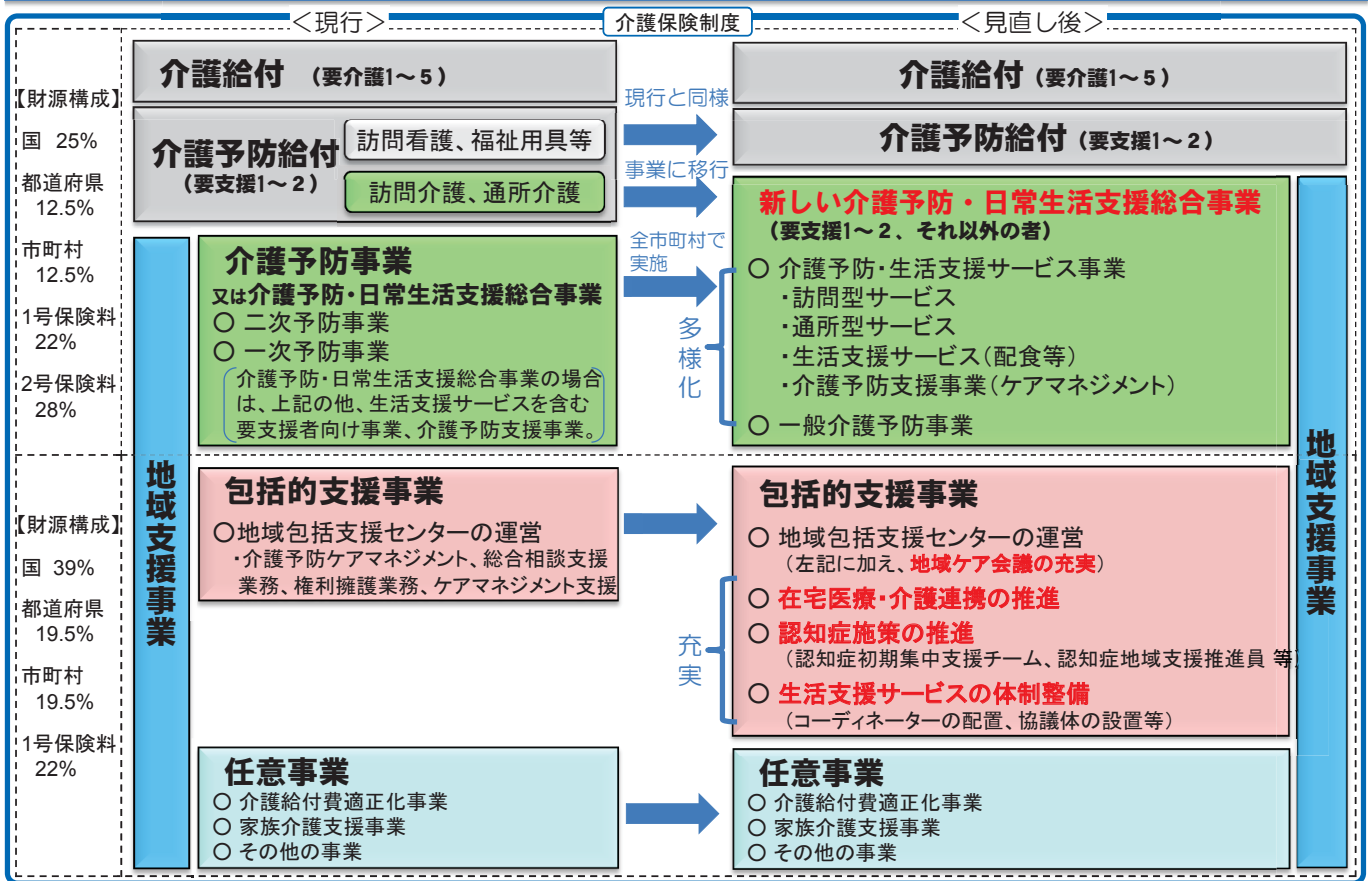 ＜現行＞
介護保険制度
＜見直し後＞
【財源構成】
国 25%
都道府県
12.5%
市町村
12.5%
1号保険料
22%
2号保険料
28%
【財源構成】
国 39%
都道府県
19.5%
市町村
19.5%
1号保険料
22%
介護給付 （要介護1～5）
介護予防給付
（要支援1～2）
訪問看護、福祉用具等
訪問介護、通所介護
地域支援事業
介護予防事業
又は介護予防・日常生活支援総合事業
○ 二次予防事業
○ 一次予防事業
介護予防・日常生活支援総合事業の場合
は、上記の他、生活支援サービスを含む
要支援者向け事業、介護予防支援事業。
包括的支援事業
○地域包括支援センターの運営
・介護予防ケアマネジメント、総合相談支援
業務、権利擁護業務、ケアマネジメント支援
任意事業
○ 介護給付費適正化事業
○ 家族介護支援事業
○ その他の事業
現行と同様
事業に移行
全市町村で
実施
多様化
充実
介護給付 （要介護1～5）
介護予防給付 （要支援1～2）
新しい介護予防・日常生活支援総合事業
（要支援1～2、それ以外の者）
○ 介護予防・生活支援サービス事業
・訪問型サービス
・通所型サービス
・生活支援サービス（配食等）
・介護予防支援事業（ケアマネジメント）
○ 一般介護予防事業
包括的支援事業
○ 地域包括支援センターの運営
（左記に加え、地域ケア会議の充実）
○ 在宅医療・介護連携の推進
○ 認知症施策の推進
（認知症初期集中支援チーム、認知症地域支援推進員 等）
○ 生活支援サービスの体制整備
（コーディネーターの配置、協議体の設置等）
任意事業
○ 介護給付費適正化事業
○ 家族介護支援事業
○ その他の事業
地域支援事業